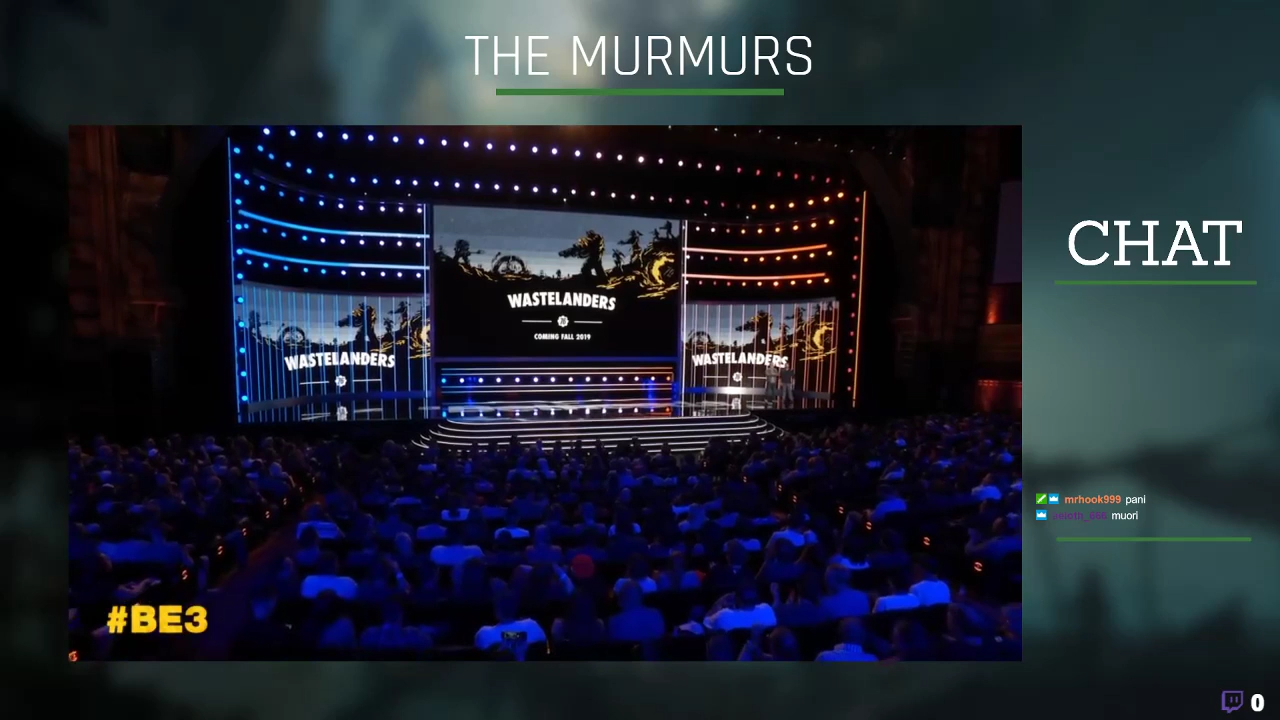 THE MURMURS
WASTELANDERS
COMING FALL 2019
WASTELANDERS
WASTELANDERS
CHAT
mrhook999 pani
muori
#BE3
0